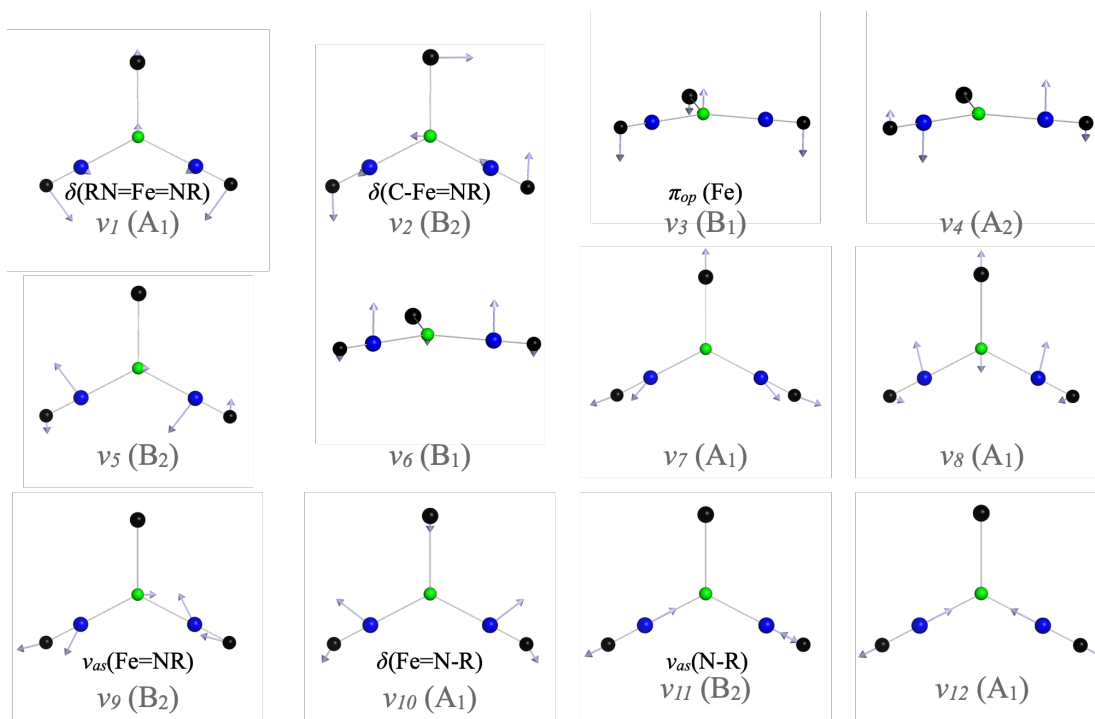 δ(RN=Fe=NR)
ν1 (A1)
δ(C-Fe=NR)
ν2 (B2)
πop (Fe)
ν3 (B1)
ν4 (A2)
ν5 (B2)
ν6 (B1)
ν7 (A1)
ν8 (A1)
νas(Fe=NR)
ν9 (B2)
δ(Fe=N-R)
ν10 (A1)
νas(N-R)
ν11 (B2)
ν12 (A1)